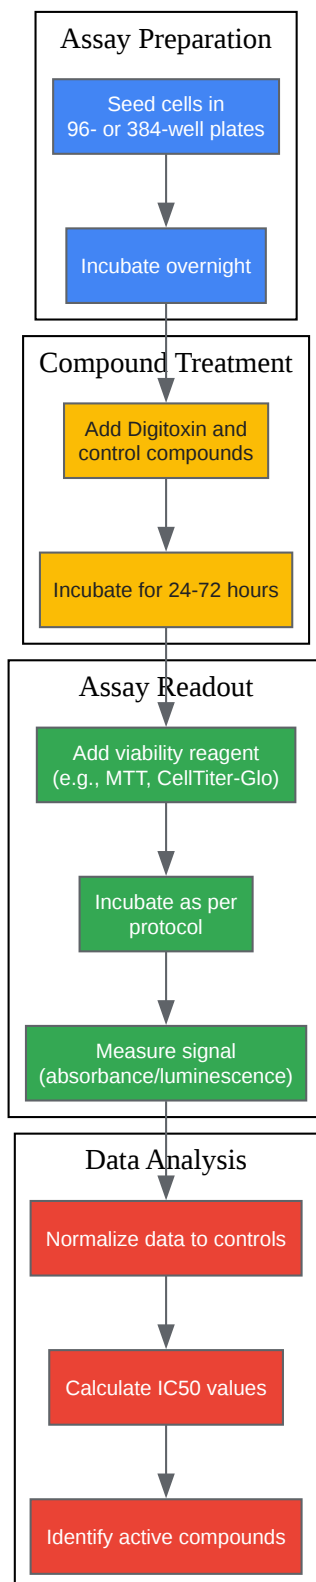 Assay Preparation
Seed cells in
96- or 384-well plates
Incubate overnight
Compound Treatment
Add Digitoxin and
control compounds
Incubate for 24-72 hours
Assay Readout
Add viability reagent
(e.g., MTT, CellTiter-Glo)
Incubate as per
protocol
Measure signal
(absorbance/luminescence)
Data Analysis
Normalize data to controls
Calculate IC50 values
Identify active compounds